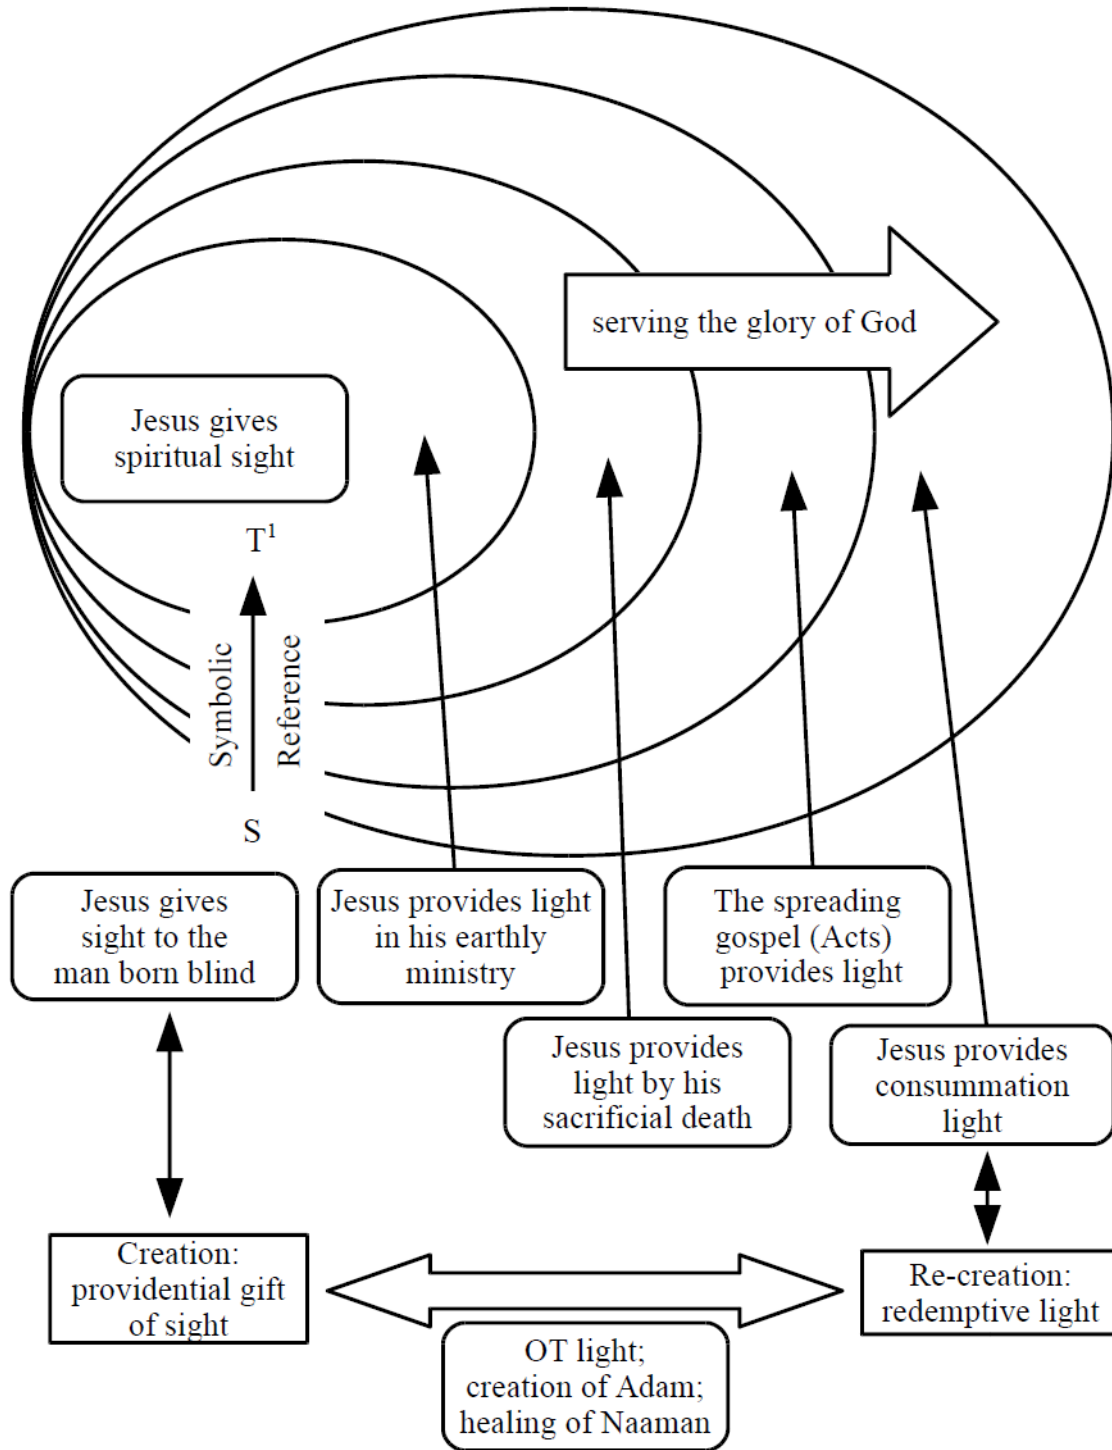 serving the glory of God
Jesus gives
spiritual sight
T¹
Symbolic
Reference
S
Jesus gives
sight to the
man born blind
Jesus provides light
in his earthly
ministry
The spreading
gospel (Acts)
provides light
Jesus provides
light by his
sacrificial death
Jesus provides
consummation
light
Creation:
providential gift
of sight
Re-creation:
redemptive light
OT light;
creation of Adam;
healing of Naaman